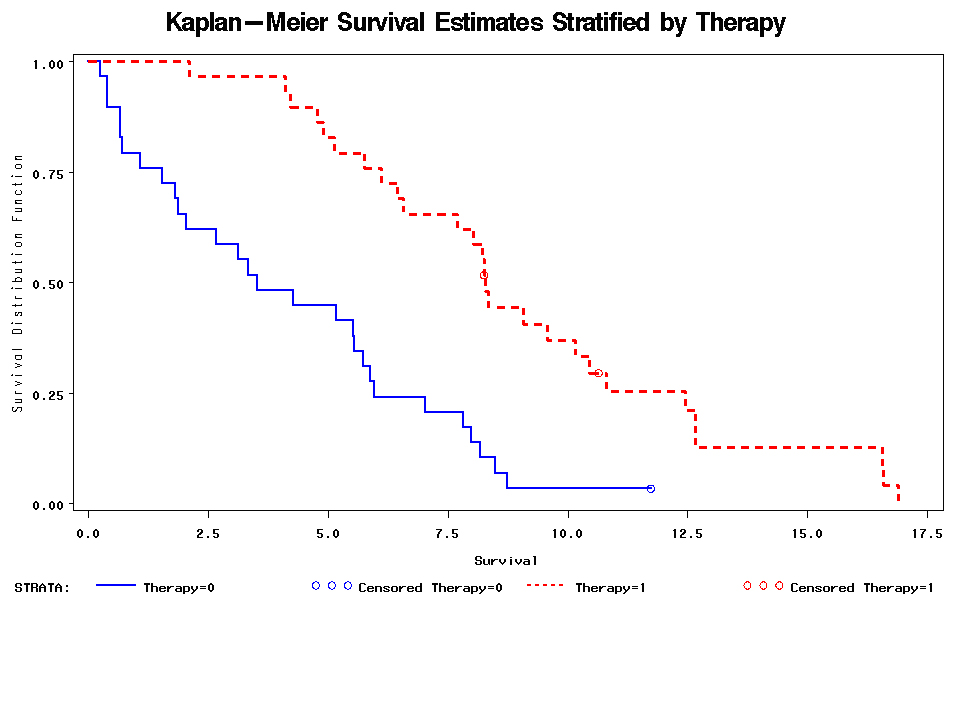 Kaplan—Meier Survival Estimates Stratified by Therapy
1.00
0.75
0.50
0.25
0.00
Survival Distribution Function
0.0 2.5 5.0 7.5 10.0 12.5 15.0 17.5
Survival
STRATA: Therapy=0 Censored Therapy=0 Therapy=1 Censored Therapy=1